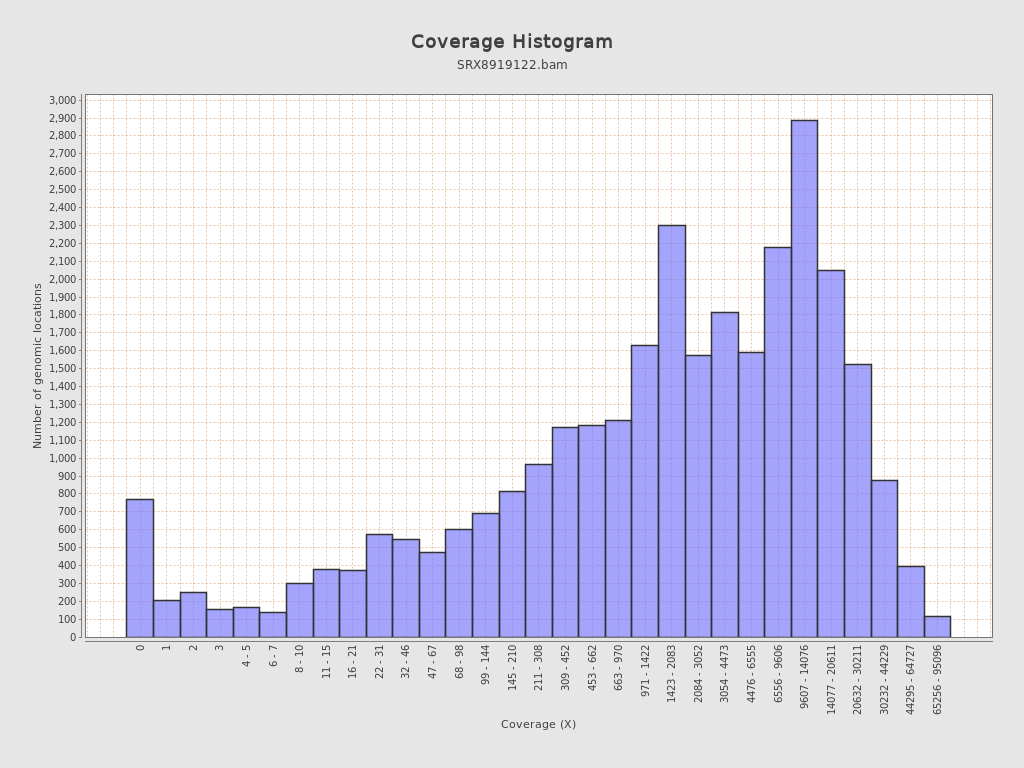 Coverage Histogram
SRX8919122.bam
3,000
2,900
2,800
2,700
2,600
2,500
2,400
2,300
2,200
2,100
2,000
1,900
1,800
1,700
1,600
1,500
1,400
1,300
1,200
1,100
1,000
900
800
700
600
500
400
300
200
100
0
Number of genomic locations
0
1
2
3
4 - 5
6 - 7
8 - 10
11 - 15
16 - 21
22 - 31
32 - 46
47 - 67
68 - 98
99 - 144
145 - 210
211 - 308
309 - 452
453 - 662
663 - 970
971 - 1422
1423 - 2083
2084 - 3052
3054 - 4473
4476 - 6555
6556 - 9606
9607 - 14076
14077 - 20611
20632 - 30211
30232 - 44229
44295 - 64727
65256 - 95096
Coverage (X)